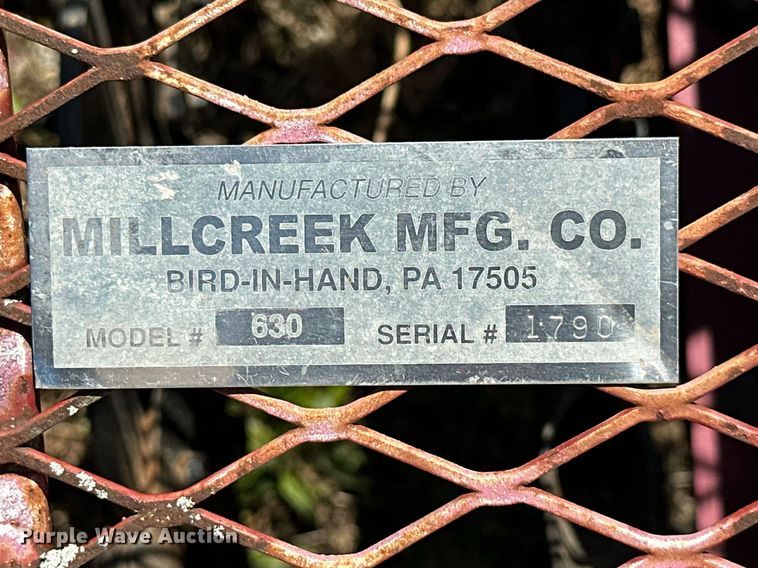 MANUFACTURED BY
MILLCREEK MFG. CO.
BIRD-IN-HAND, PA 17505
MODEL # 630 SERIAL # 1790
Purple Wave Auction